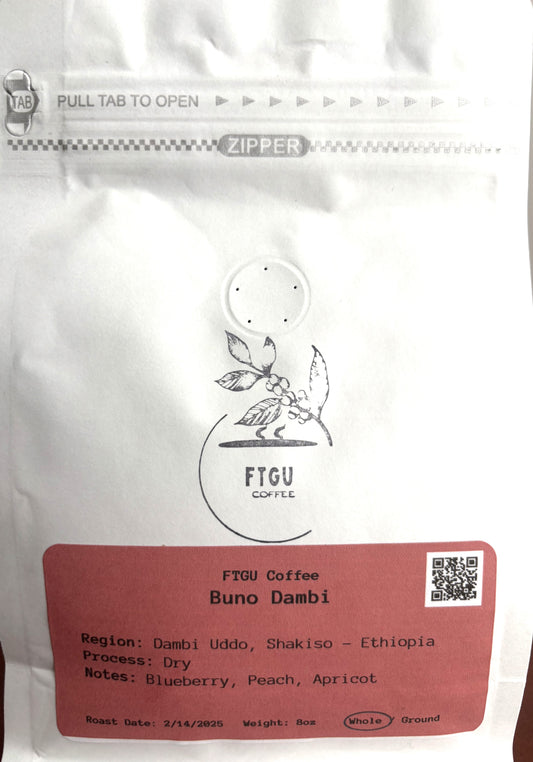 TAB PULL TAB TO OPEN
ZIPPER
FTGU
COFFEE
FTGU Coffee
Buno Dambi
Region: Dambi Uddo, Shakiso – Ethiopia
Process: Dry
Notes: Blueberry, Peach, Apricot
Roast Date: 2/14/2025 Weight: 8oz Whole / Ground